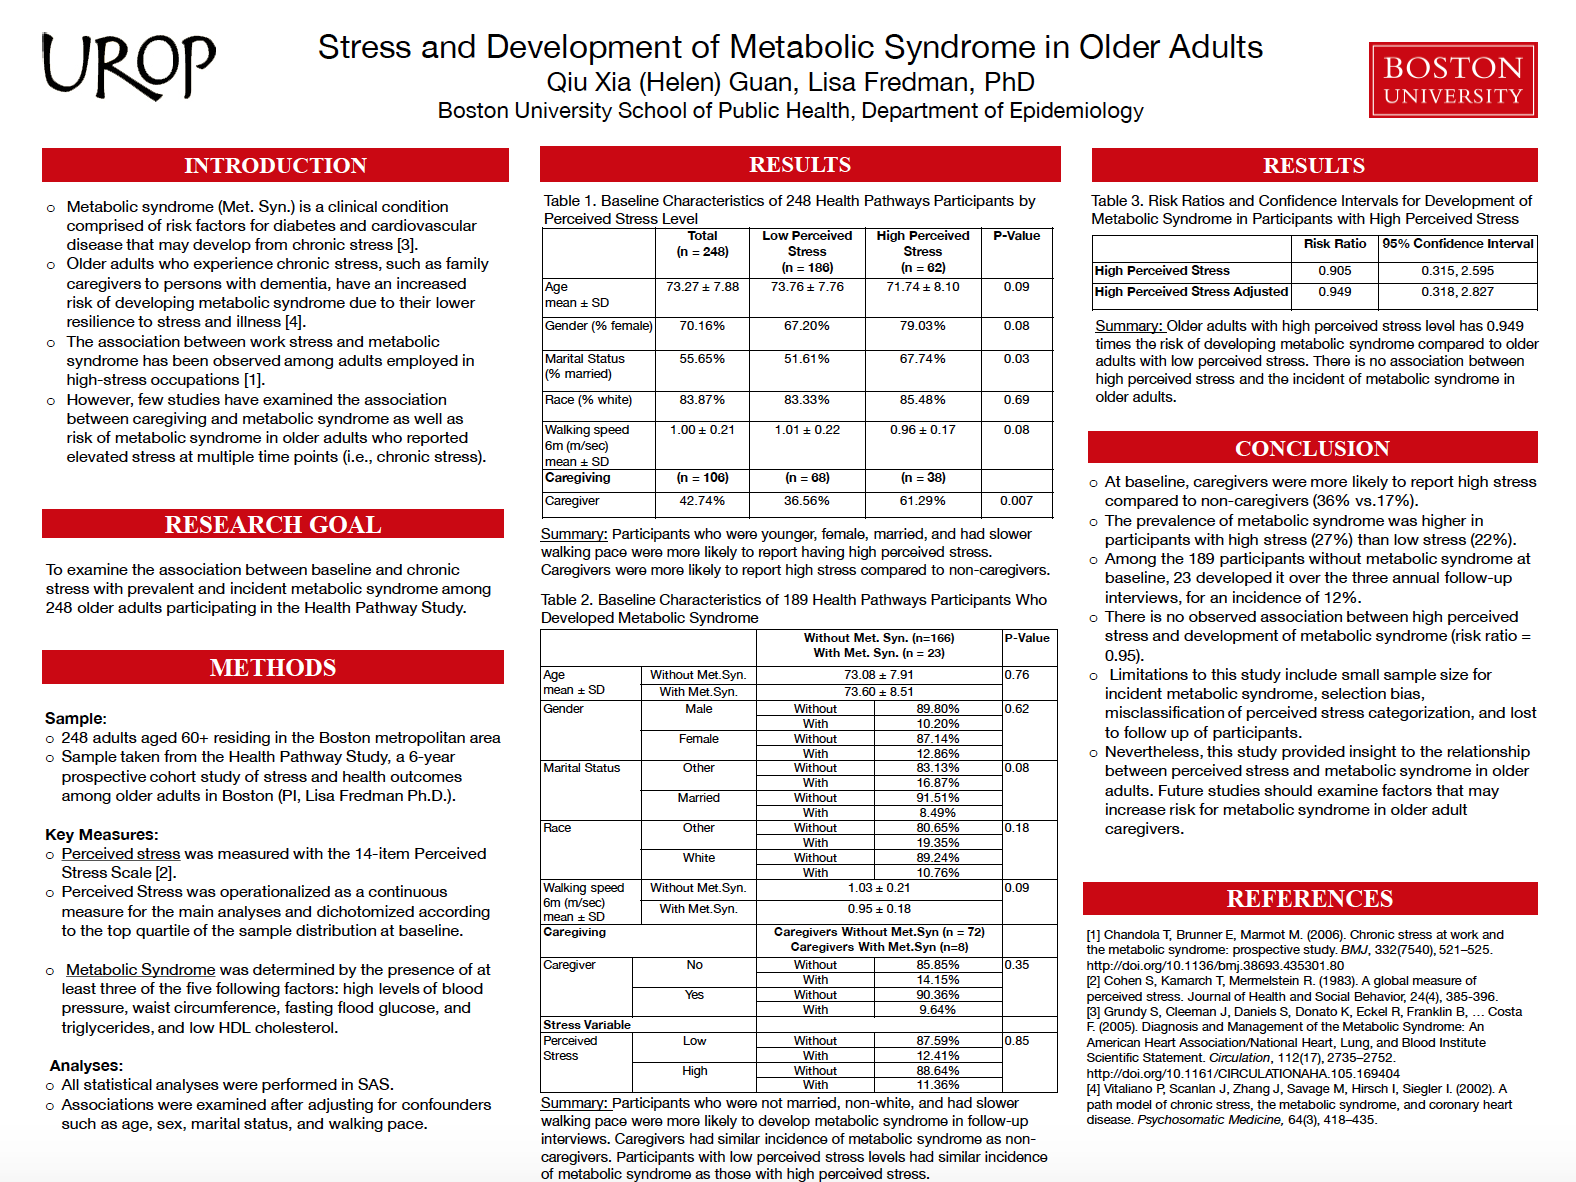 UROP
Stress and Development of Metabolic Syndrome in Older Adults
Qiu Xia (Helen) Guan, Lisa Fredman, PhD
Boston University School of Public Health, Department of Epidemiology
BOSTON
UNIVERSITY
INTRODUCTION
o Metabolic syndrome (Met. Syn.) is a clinical condition
comprised of risk factors for diabetes and cardiovascular
disease that may develop from chronic stress [3].
o Older adults who experience chronic stress, such as family
caregivers to persons with dementia, have an increased
risk of developing metabolic syndrome due to their lower
resilience to stress and illness [4].
o The association between work stress and metabolic
syndrome has been observed among adults employed in
high-stress occupations [1].
o However, few studies have examined the association
between caregiving and metabolic syndrome as well as
risk of metabolic syndrome in older adults who reported
elevated stress at multiple time points (i.e., chronic stress).
RESEARCH GOAL
To examine the association between baseline and chronic
stress with prevalent and incident metabolic syndrome among
248 older adults participating in the Health Pathway Study.
METHODS
Sample:
o 248 adults aged 60+ residing in the Boston metropolitan area
o Sample taken from the Health Pathway Study, a 6-year
prospective cohort study of stress and health outcomes
among older adults in Boston (PI, Lisa Fredman Ph.D.).
Key Measures:
o Perceived stress was measured with the 14-item Perceived
Stress Scale [2].
o Perceived Stress was operationalized as a continuous
measure for the main analyses and dichotomized according
to the top quartile of the sample distribution at baseline.
o Metabolic Syndrome was determined by the presence of at
least three of the five following factors: high levels of blood
pressure, waist circumference, fasting flood glucose, and
triglycerides, and low HDL cholesterol.
Analyses:
o All statistical analyses were performed in SAS.
o Associations were examined after adjusting for confounders
such as age, sex, marital status, and walking pace.
RESULTS
Table 1. Baseline Characteristics of 248 Health Pathways Participants by
Perceived Stress Level
Total Low Perceived High Perceived P-Value
(n = 248) Stress Stress
(n = 186) (n = 62)
Age 73.27 ± 7.88 73.76 ± 7.76 71.74 ± 8.10 0.09
mean ± SD
Gender (% female) 70.16% 67.20% 79.03% 0.08
Marital Status 55.65% 51.61% 67.74% 0.03
(% married)
Race (% white) 83.87% 83.33% 85.48% 0.69
Walking speed 1.00 ± 0.21 1.01 ± 0.22 0.96 ± 0.17 0.08
6m (m/sec)
mean ± SD
Caregiving (n = 106) (n = 68) (n = 38)
Caregiver 42.74% 36.56% 61.29% 0.007
Summary: Participants who were younger, female, married, and had slower
walking pace were more likely to report having high perceived stress.
Caregivers were more likely to report high stress compared to non-caregivers.
Table 2. Baseline Characteristics of 189 Health Pathways Participants Who
Developed Metabolic Syndrome
Without Met. Syn. (n=166) P-Value
With Met. Syn. (n = 23)
Age Without Met.Syn. 73.08 ± 7.91 0.76
mean ± SD With Met.Syn. 73.60 ± 8.51
Gender Male Without 89.80% 0.62
With 10.20%
Female Without 87.14%
With 12.86%
Marital Status Other Without 83.13% 0.08
With 16.87%
Married Without 91.51%
With 8.49%
Race Other Without 80.65% 0.18
With 19.35%
White Without 89.24%
With 10.76%
Walking speed Without Met.Syn. 1.03 ± 0.21 0.09
6m (m/sec)
mean ± SD With Met.Syn. 0.95 ± 0.18
Caregiving Caregivers Without Met.Syn (n = 72)
Caregivers With Met.Syn (n=8)
Caregiver No Without 85.85% 0.35
With 14.15%
Yes Without 90.36%
With 9.64%
Stress Variable
Perceived Low Without 87.59% 0.85
Stress With 12.41%
High Without 88.64%
With 11.36%
Summary: Participants who were not married, non-white, and had slower
walking pace were more likely to develop metabolic syndrome in follow-up
interviews. Caregivers had similar incidence of metabolic syndrome as non-
caregivers. Participants with low perceived stress levels had similar incidence
of metabolic syndrome as those with high perceived stress.
RESULTS
Table 3. Risk Ratios and Confidence Intervals for Development of
Metabolic Syndrome in Participants with High Perceived Stress
Risk Ratio 95% Confidence Interval
High Perceived Stress 0.905 0.315, 2.595
High Perceived Stress Adjusted 0.949 0.318, 2.827
Summary: Older adults with high perceived stress level has 0.949
times the risk of developing metabolic syndrome compared to older
adults with low perceived stress. There is no association between
high perceived stress and the incident of metabolic syndrome in
older adults.
CONCLUSION
o At baseline, caregivers were more likely to report high stress
compared to non-caregivers (36% vs.17%).
o The prevalence of metabolic syndrome was higher in
participants with high stress (27%) than low stress (22%).
o Among the 189 participants without metabolic syndrome at
baseline, 23 developed it over the three annual follow-up
interviews, for an incidence of 12%.
o There is no observed association between high perceived
stress and development of metabolic syndrome (risk ratio =
0.95).
o Limitations to this study include small sample size for
incident metabolic syndrome, selection bias,
misclassification of perceived stress categorization, and lost
to follow up of participants.
o Nevertheless, this study provided insight to the relationship
between perceived stress and metabolic syndrome in older
adults. Future studies should examine factors that may
increase risk for metabolic syndrome in older adult
caregivers.
REFERENCES
[1] Chandola T, Brunner E, Marmot M. (2006). Chronic stress at work and
the metabolic syndrome: prospective study. BMJ, 332(7540), 521–525.
http://doi.org/10.1136/bmj.38693.435301.80
[2] Cohen S, Kamarch T, Mermelstein R. (1983). A global measure of
perceived stress. Journal of Health and Social Behavior, 24(4), 385-396.
[3] Grundy S, Cleeman J, Daniels S, Donato K, Eckel R, Franklin B, … Costa
F. (2005). Diagnosis and Management of the Metabolic Syndrome: An
American Heart Association/National Heart, Lung, and Blood Institute
Scientific Statement. Circulation, 112(17), 2735–2752.
http://doi.org/10.1161/CIRCULATIONAHA.105.169404
[4] Vitaliano P, Scanlan J, Zhang J, Savage M, Hirsch I, Siegler I. (2002). A
path model of chronic stress, the metabolic syndrome, and coronary heart
disease. Psychosomatic Medicine, 64(3), 418–435.